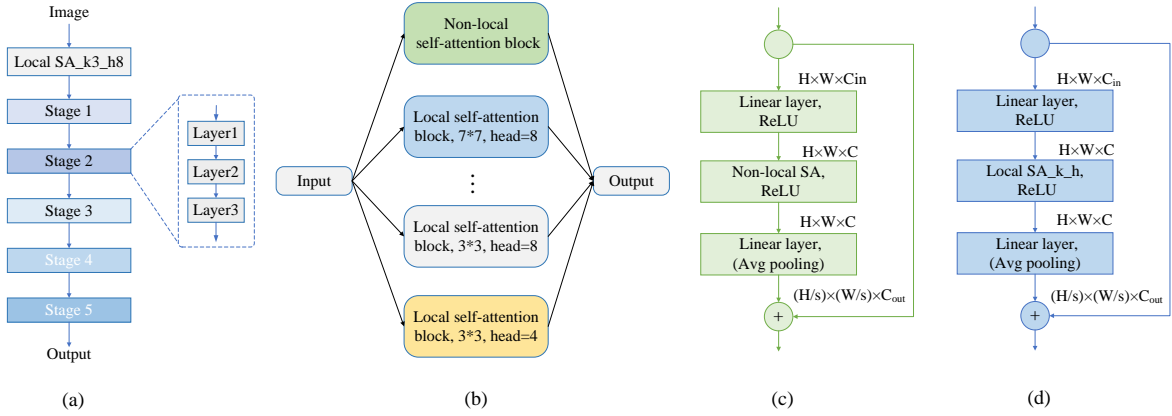 Image
Local SA_k3_h8
Stage 1
Stage 2
Stage 3
Stage 4
Stage 5
Output
Layer1
Layer2
Layer3
(a)
Input
Non-local
self-attention block
Local self-attention
block, 7*7, head=8
⋮
Local self-attention
block, 3*3, head=8
Local self-attention
block, 3*3, head=4
Output
(b)
H×W×Cin
Linear layer,
ReLU
H×W×C
Non-local SA,
ReLU
H×W×C
Linear layer,
(Avg pooling)
(H/s)×(W/s)×Cout
+
(c)
H×W×Cin
Linear layer,
ReLU
H×W×C
Local SA_k_h,
ReLU
H×W×C
Linear layer,
(Avg pooling)
(H/s)×(W/s)×Cout
+
(d)